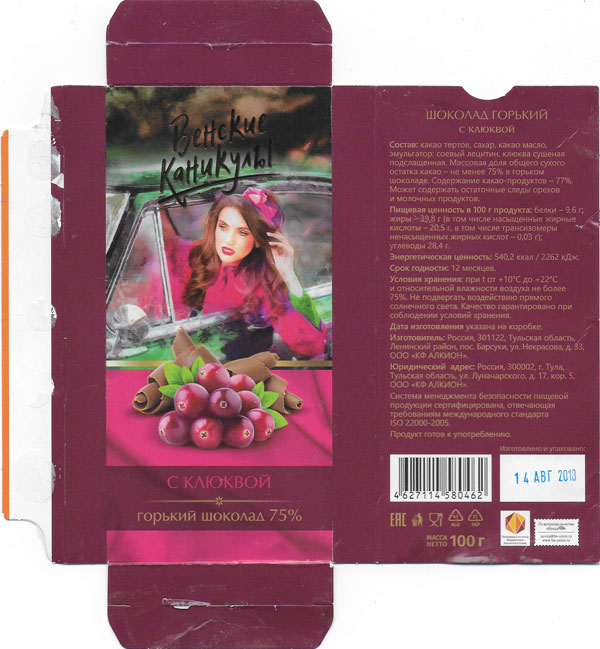 Венские
Каникулы
С КЛЮКВОЙ
горький шоколад 75%
ШОКОЛАД ГОРЬКИЙ
С КЛЮКВОЙ
Состав: какао тертое, сахар, какао масло,
эмульгатор: соевый лецитин, клюква сушеная
подслащенная. Массовая доля общего сухого
остатка какао – не менее 75% в горьком
шоколаде. Содержание какао-продуктов – 77%.
Может содержать остаточные следы орехов
и молочных продуктов.
Пищевая ценность в 100 г продукта: белки – 9,6 г;
жиры – 39,8 г (в том числе насыщенные жирные
кислоты – 20,5 г, в том числе трансизомеры
ненасыщенных жирных кислот – 0,03 г);
углеводы 28,4 г.
Энергетическая ценность: 540,2 ккал / 2262 кДж.
Срок годности: 12 месяцев.
Условия хранения: при t от +10°С до +22°С
и относительной влажности воздуха не более
75%. Не подвергать воздействию прямого
солнечного света. Качество гарантировано при
соблюдении условий хранения.
Дата изготовления указана на коробке.
Изготовитель: Россия, 301122, Тульская область,
Ленинский район, пос. Барсуки, ул. Некрасова, д. 33,
ООО «КФ АЛКИОН».
Юридический адрес: Россия, 300002, г. Тула,
Тульская область, ул. Луначарского, д. 17, кор. 5,
ООО «КФ АЛКИОН».
Система менеджмента безопасности пищевой
продукции сертифицирована, отвечающая
требованиям международного стандарта
ISO 22000-2005.
Продукт готов к употреблению.
Изготовлено и упаковано:
14 АВГ 2018
4 627114 580462
EAC
МАССА
НЕТТО 100 г